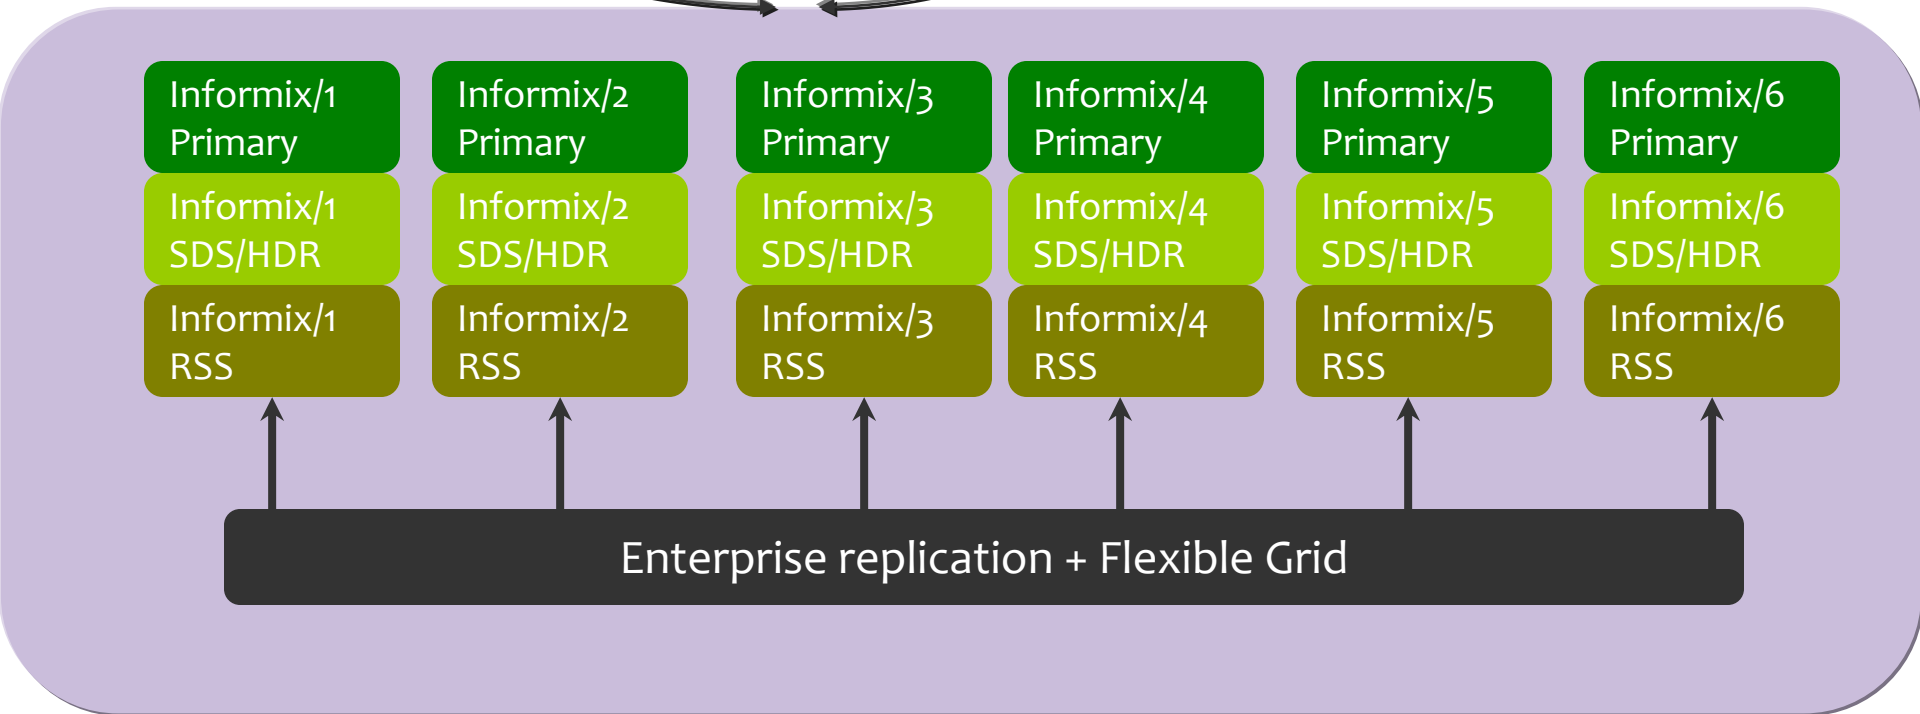 Informix/1
Primary
Informix/2
Primary
Informix/3
Primary
Informix/4
Primary
Informix/5
Primary
Informix/6
Primary
Informix/1
SDS/HDR
Informix/2
SDS/HDR
Informix/3
SDS/HDR
Informix/4
SDS/HDR
Informix/5
SDS/HDR
Informix/6
SDS/HDR
Informix/1
RSS
Informix/2
RSS
Informix/3
RSS
Informix/4
RSS
Informix/5
RSS
Informix/6
RSS
Enterprise replication + Flexible Grid